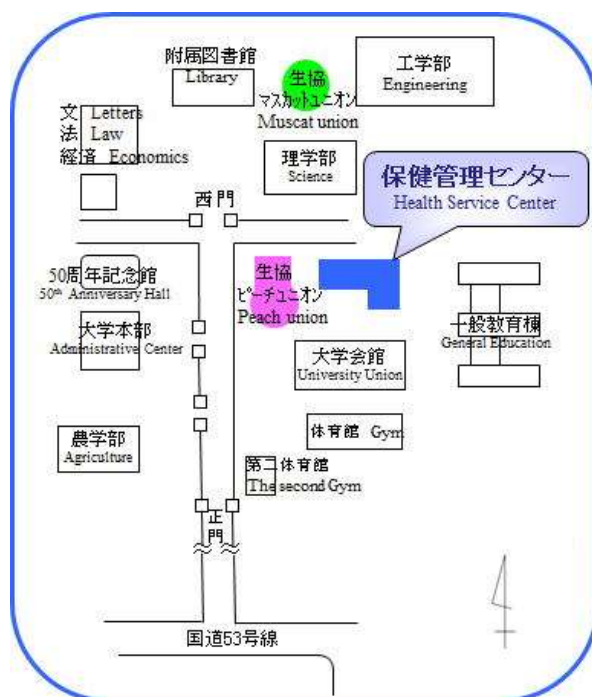 附属図書館
Library
生協
マスカットユニオン
Muscat union
工学部
Engineering
文 Letters
法 Law
経済 Economics
理学部
Science
保健管理センター
Health Service Center
西門
50周年記念館
50th Anniversary Hall
生協
ピーチユニオン
Peach union
大学本部
Administrative Center
一般教育棟
General Education
大学会館
University Union
農学部
Agriculture
体育館 Gym
第二体育館
The second Gym
正門
国道53号線